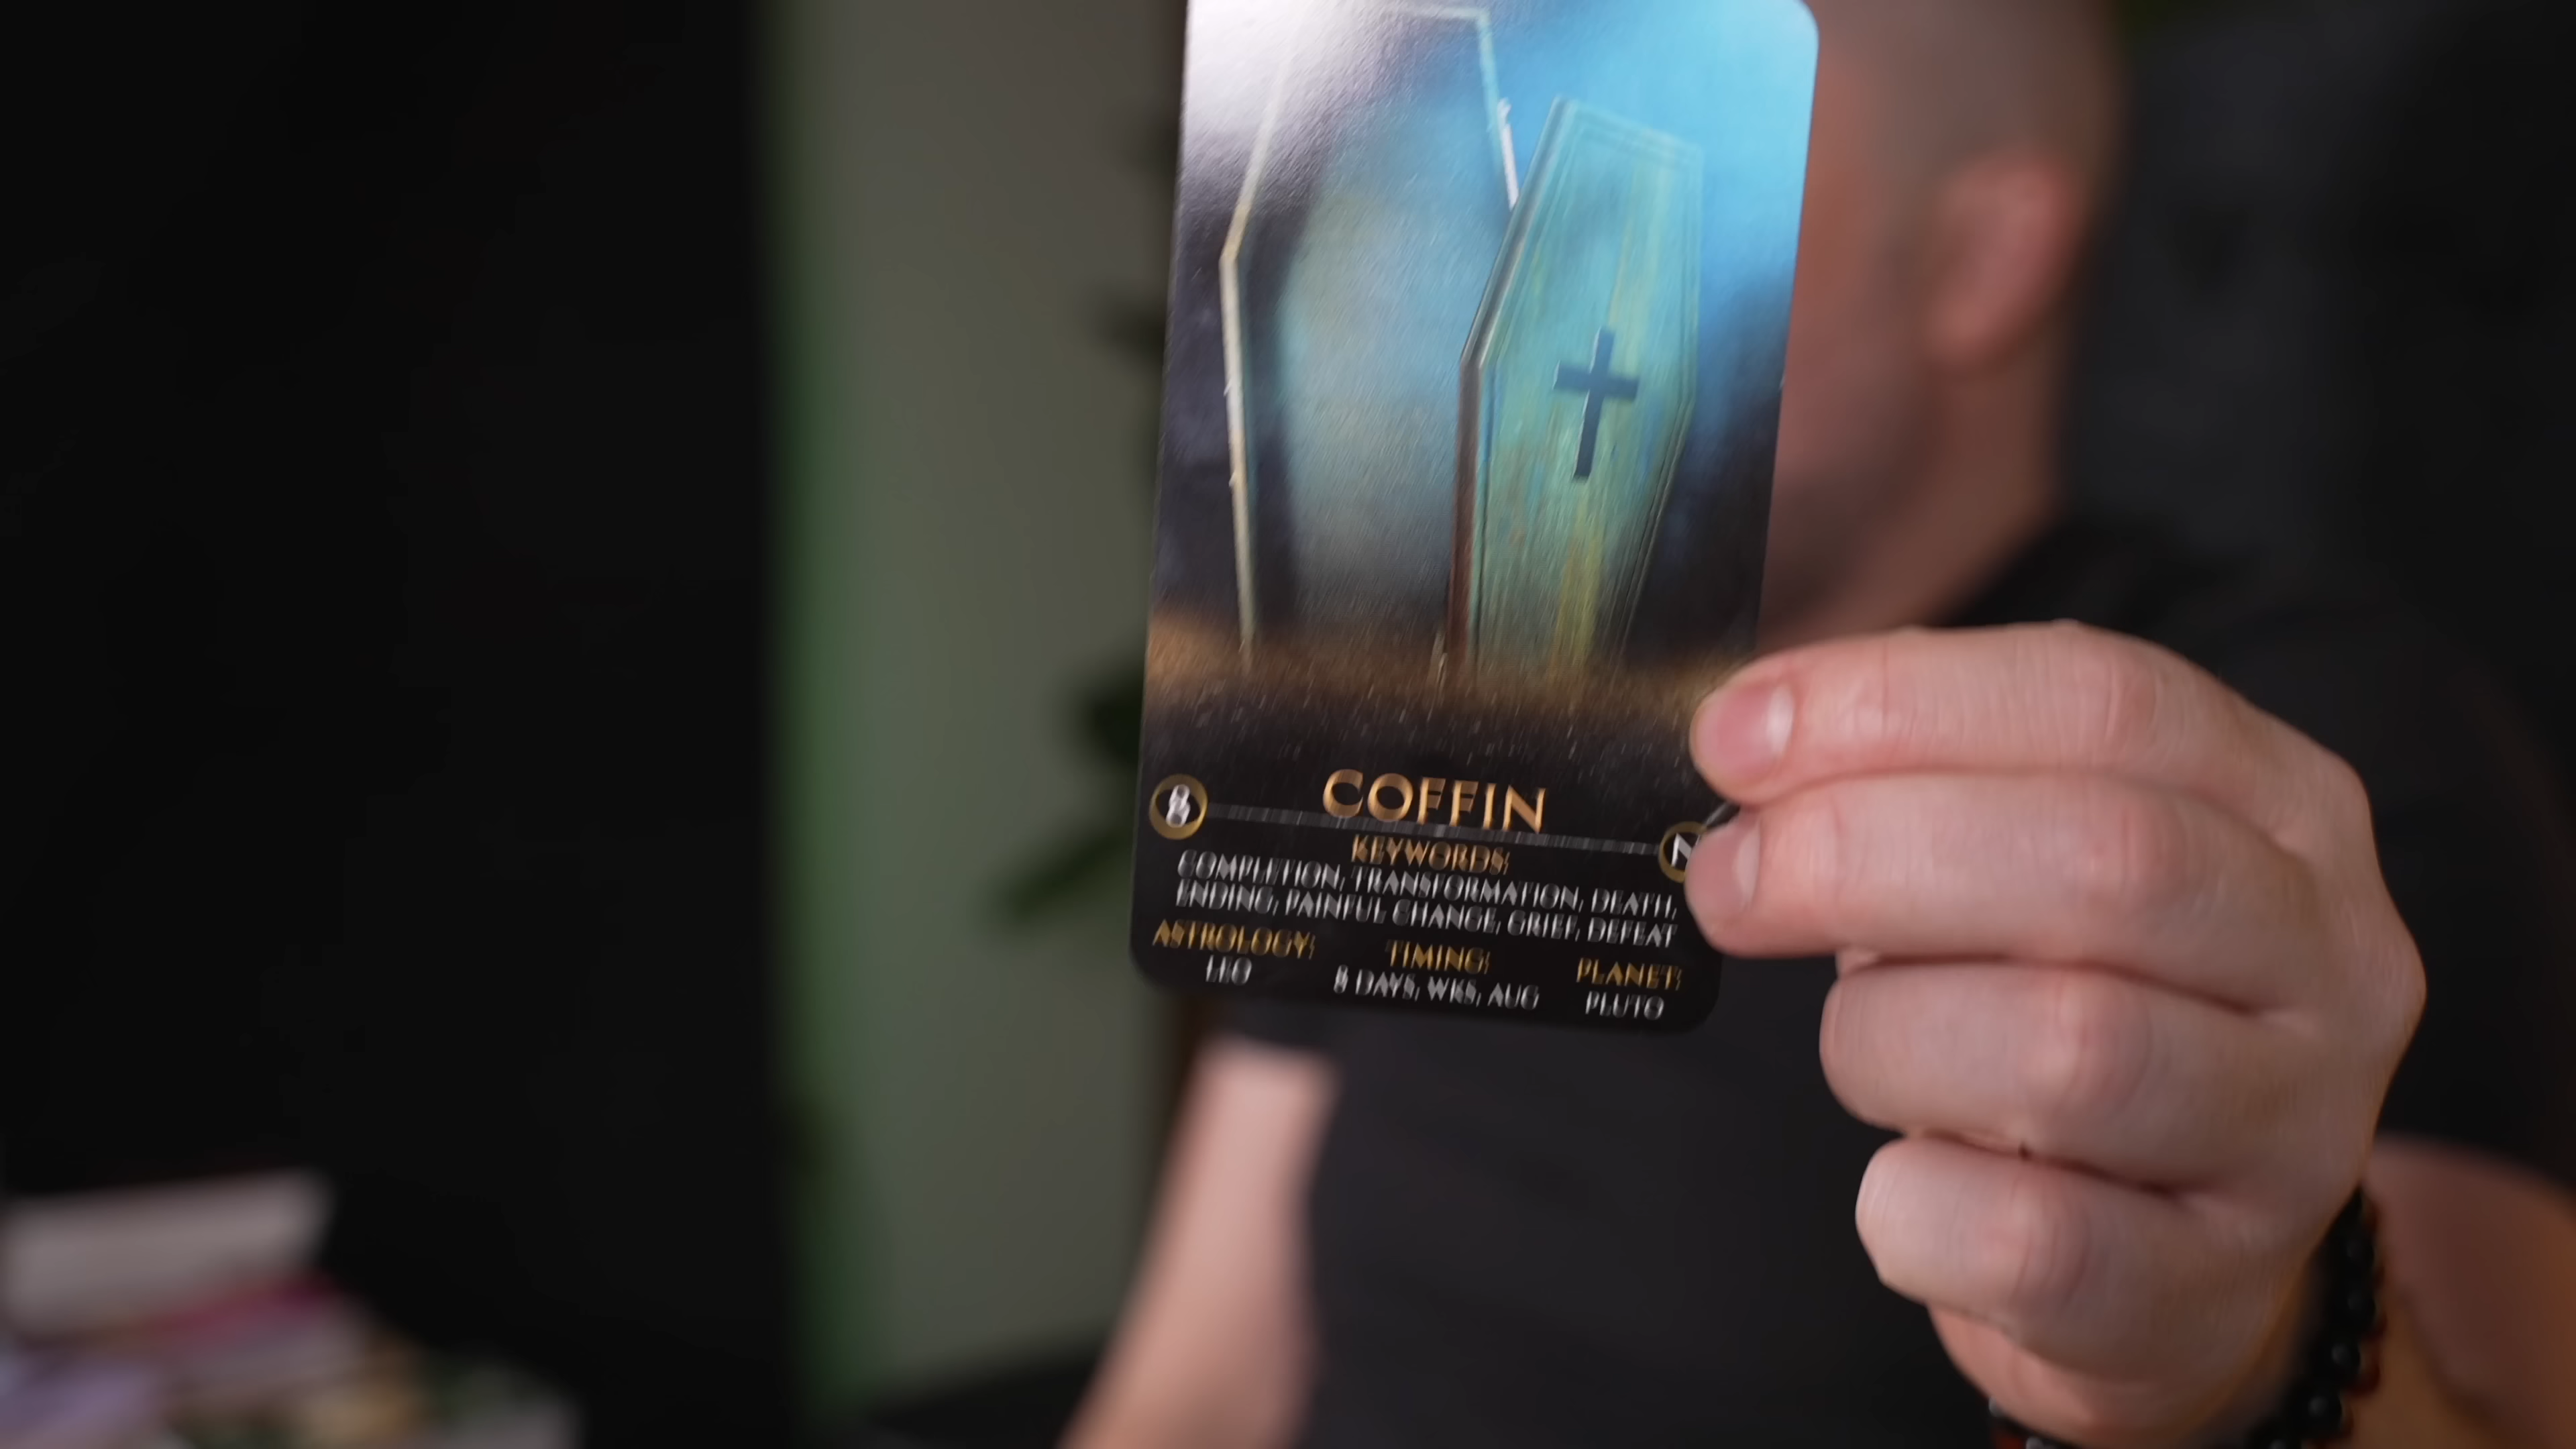 COFFIN
8
N
KEYWORDS:
COMPLETION, TRANSFORMATION, DEATH,
ENDING, PAINFUL CHANGE, GRIEF, DEFEAT
ASTROLOGY: TIMING: PLANET:
LEO 8 DAYS, WKS, AUG PLUTO